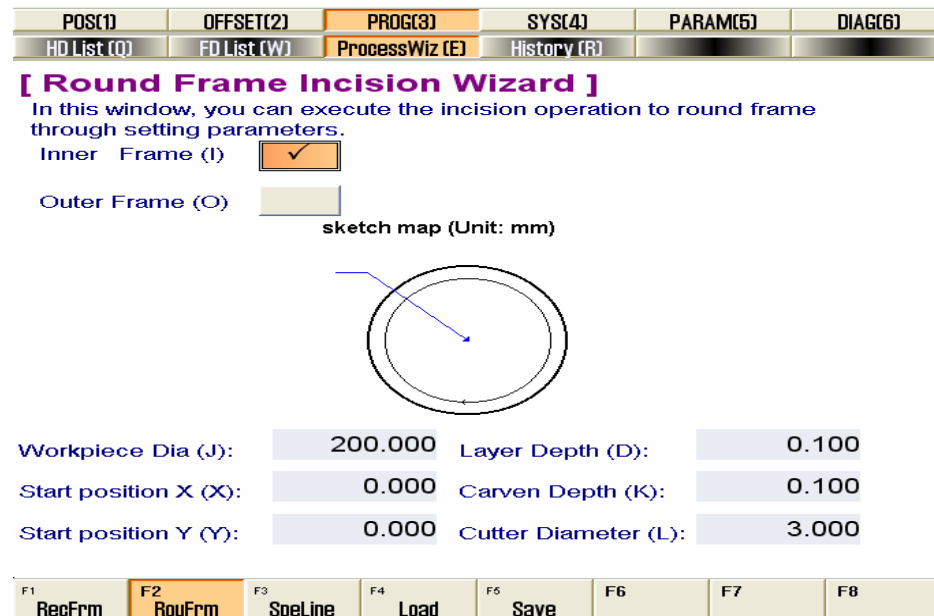 POS(1) OFFSET(2) PROG(3) SYS(4) PARAM(5) DIAG(6)
HD List (Q) FD List (W) ProcessWiz (E) History (R)
[ Round Frame Incision Wizard ]
In this window, you can execute the incision operation to round frame
through setting parameters.
Inner Frame (I) ✓
Outer Frame (O)
sketch map (Unit: mm)
Workpiece Dia (J): 200.000 Layer Depth (D): 0.100
Start position X (X): 0.000 Carven Depth (K): 0.100
Start position Y (Y): 0.000 Cutter Diameter (L): 3.000
F1 RecFrm F2 RouFrm F3 SpeLine F4 Load F5 Save F6 F7 F8